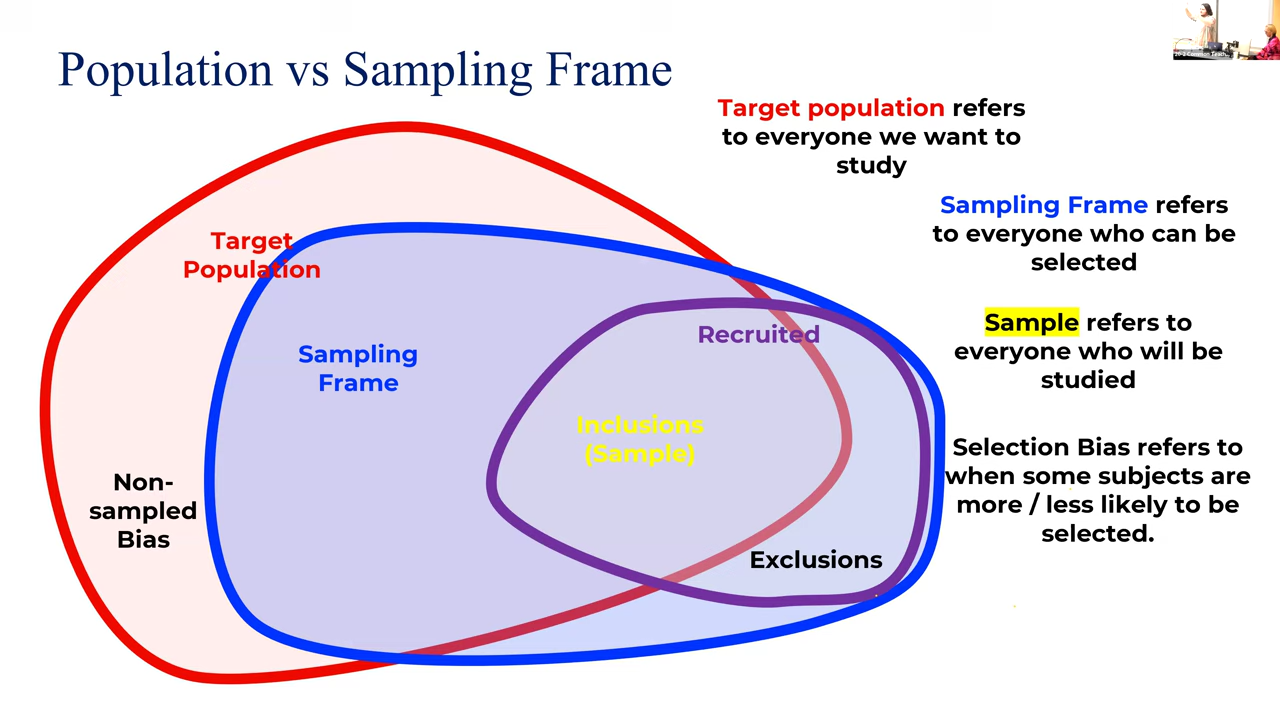 Population vs Sampling Frame
Target population refers
to everyone we want to
study
Sampling Frame refers
to everyone who can be
selected
Sample refers to
everyone who will be
studied
Selection Bias refers to
when some subjects are
more / less likely to be
selected.
Target
Population
Sampling
Frame
Recruited
Inclusions
(Sample)
Non-
sampled
Bias
Exclusions